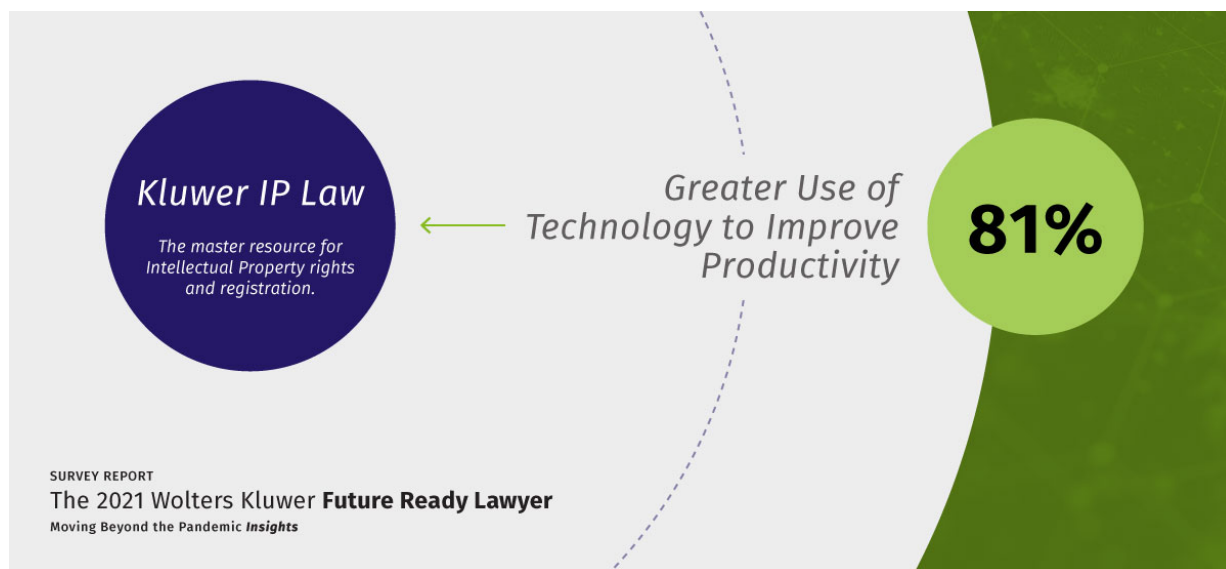 Kluwer IP Law
The master resource for
Intellectual Property rights
and registration.
Greater Use of
Technology to Improve
Productivity
81%
SURVEY REPORT
The 2021 Wolters Kluwer Future Ready Lawyer
Moving Beyond the Pandemic Insights